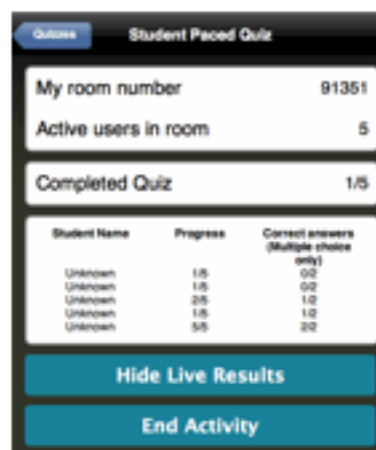 Quizzes Student Paced Quiz
My room number 91351
Active users in room 5
Completed Quiz 1/5
Student Name Progress Correct answers
(Multiple choice
only)
Unknown 1/5 0/2
Unknown 1/5 0/2
Unknown 2/5 1/2
Unknown 1/5 1/2
Unknown 5/5 2/2
Hide Live Results
End Activity